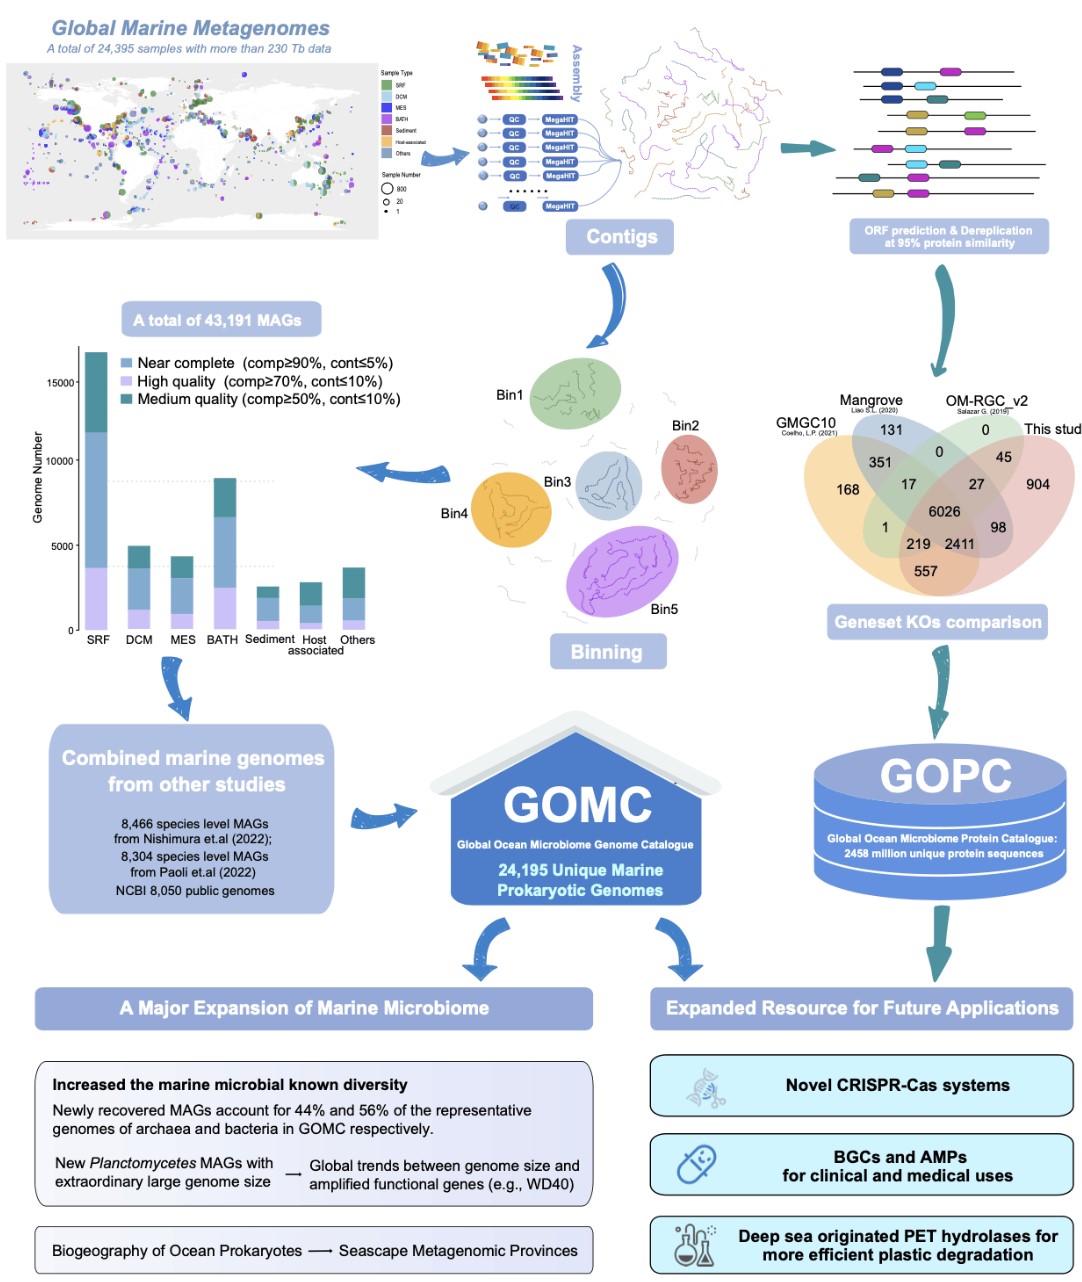 Global Marine Metagenomes
A total of 24,395 samples with more than 230 Tb data
Sample Type
SRF
DCM
MES
BATH
Sediment
Host-associated
Others
Sample Number
800
20
1
Assembly
QC MegaHIT
QC MegaHIT
QC MegaHIT
QC MegaHIT
QC MegaHIT
......
QC MegaHIT
Contigs
ORF prediction & Dereplication
at 95% protein similarity
A total of 43,191 MAGs
Near complete (comp≥90%, cont≤5%)
High quality (comp≥70%, cont≤10%)
Medium quality (comp≥50%, cont≤10%)
Genome Number
15000
10000
5000
0
SRF DCM MES BATH Sediment Host associated Others
Bin1
Bin2
Bin3
Bin4
Bin5
Binning
GMGC10
Coelho, L.P. (2021)
Mangrove
Liao S.L. (2020)
OM-RGC_v2
Salazar G. (2019)
This stud
131
0
351
0
45
168
17
27
904
6026
1
98
219
2411
557
Geneset KOs comparison
Combined marine genomes
from other studies
8,466 species level MAGs
from Nishimura et.al (2022);
8,304 species level MAGs
from Paoli et.al (2022)
NCBI 8,050 public genomes
GOMC
Global Ocean Microbiome Genome Catalogue
24,195 Unique Marine
Prokaryotic Genomes
GOPC
Global Ocean Microbiome Protein Catalogue:
2458 million unique protein sequences
A Major Expansion of Marine Microbiome
Increased the marine microbial known diversity
Newly recovered MAGs account for 44% and 56% of the representative
genomes of archaea and bacteria in GOMC respectively.
New Planctomycetes MAGs with
extraordinary large genome size
→
Global trends between genome size and
amplified functional genes (e.g., WD40)
Biogeography of Ocean Prokaryotes → Seascape Metagenomic Provinces
Expanded Resource for Future Applications
Novel CRISPR-Cas systems
BGCs and AMPs
for clinical and medical uses
Deep sea originated PET hydrolases for
more efficient plastic degradation